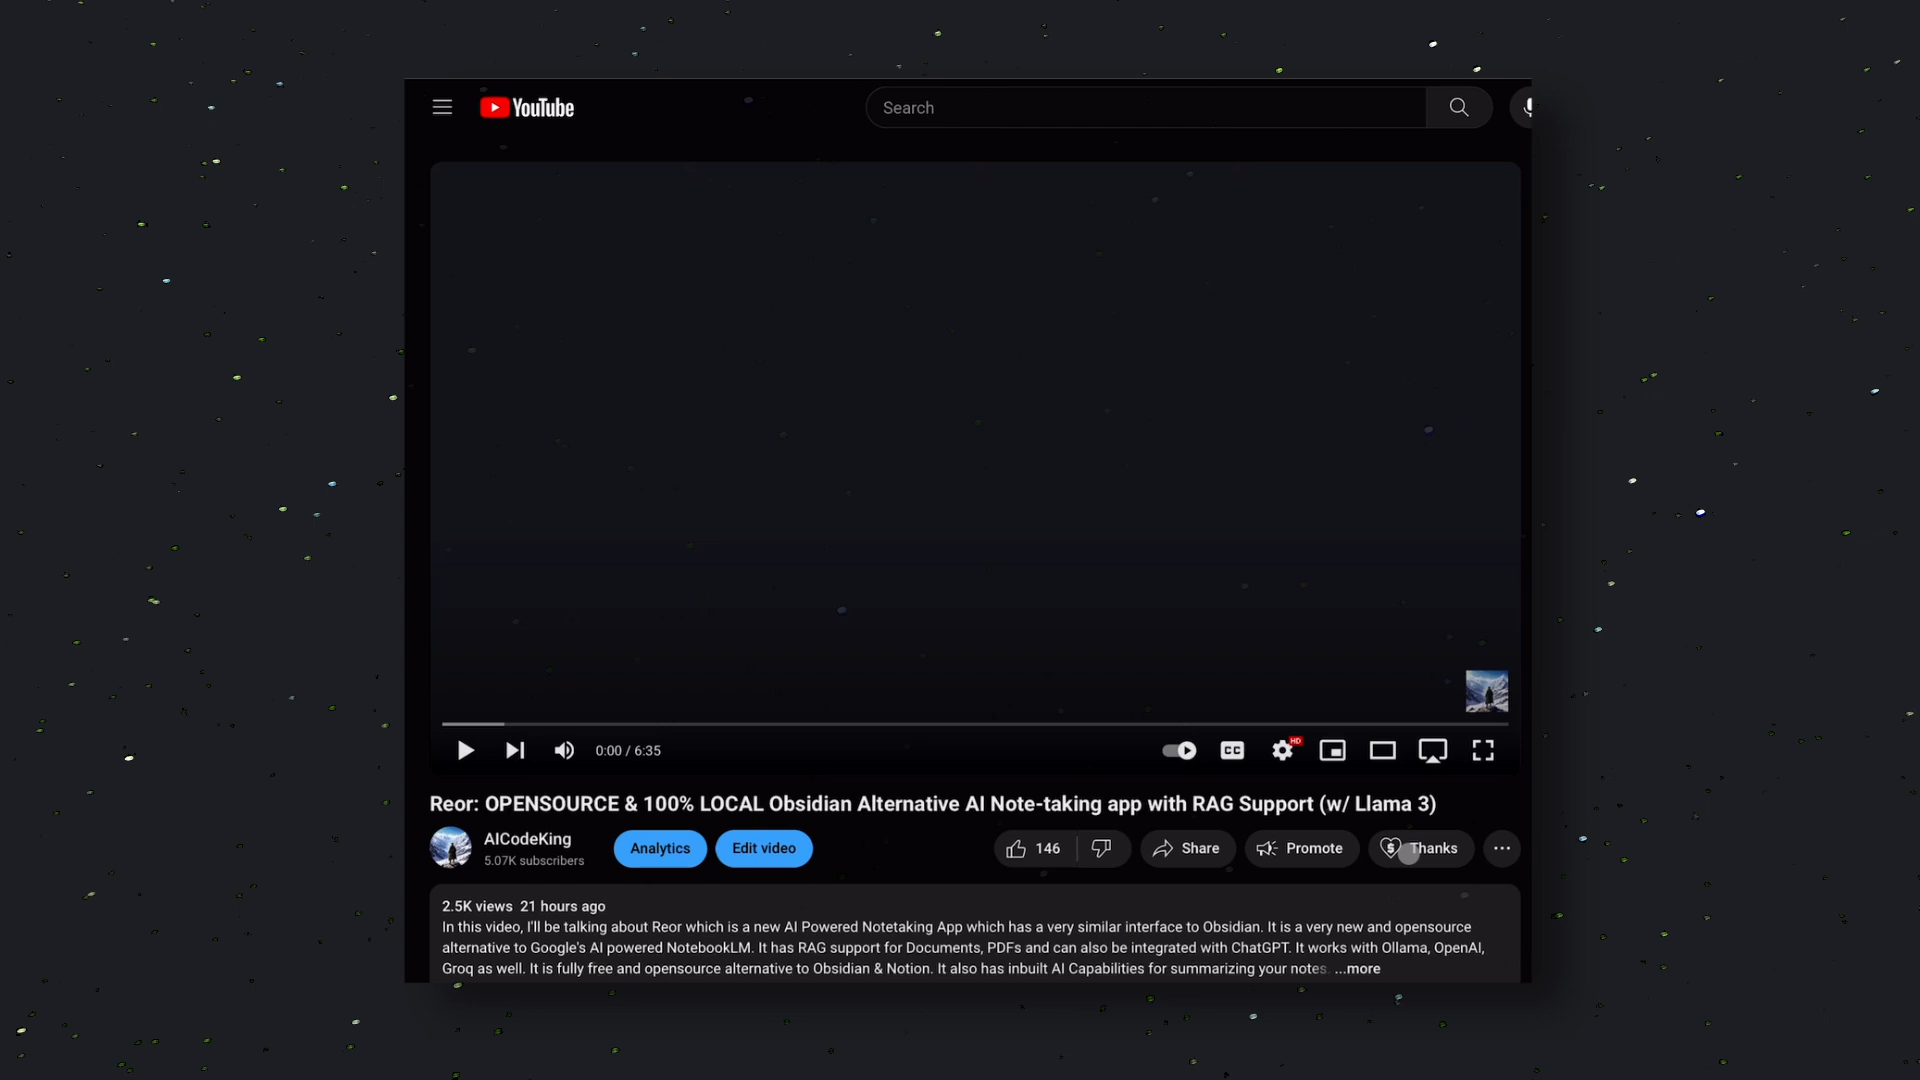 YouTube
Search
0:00 / 6:35
CC
HD
Reor: OPENSOURCE & 100% LOCAL Obsidian Alternative AI Note-taking app with RAG Support (w/ Llama 3)
AICodeKing
5.07K subscribers
Analytics
Edit video
146
Share
Promote
Thanks
2.5K views 21 hours ago
In this video, I'll be talking about Reor which is a new AI Powered Notetaking App which has a very similar interface to Obsidian. It is a very new and opensource
alternative to Google's AI powered NotebookLM. It has RAG support for Documents, PDFs and can also be integrated with ChatGPT. It works with Ollama, OpenAI,
Groq as well. It is fully free and opensource alternative to Obsidian & Notion. It also has inbuilt AI Capabilities for summarizing your notes. ...more